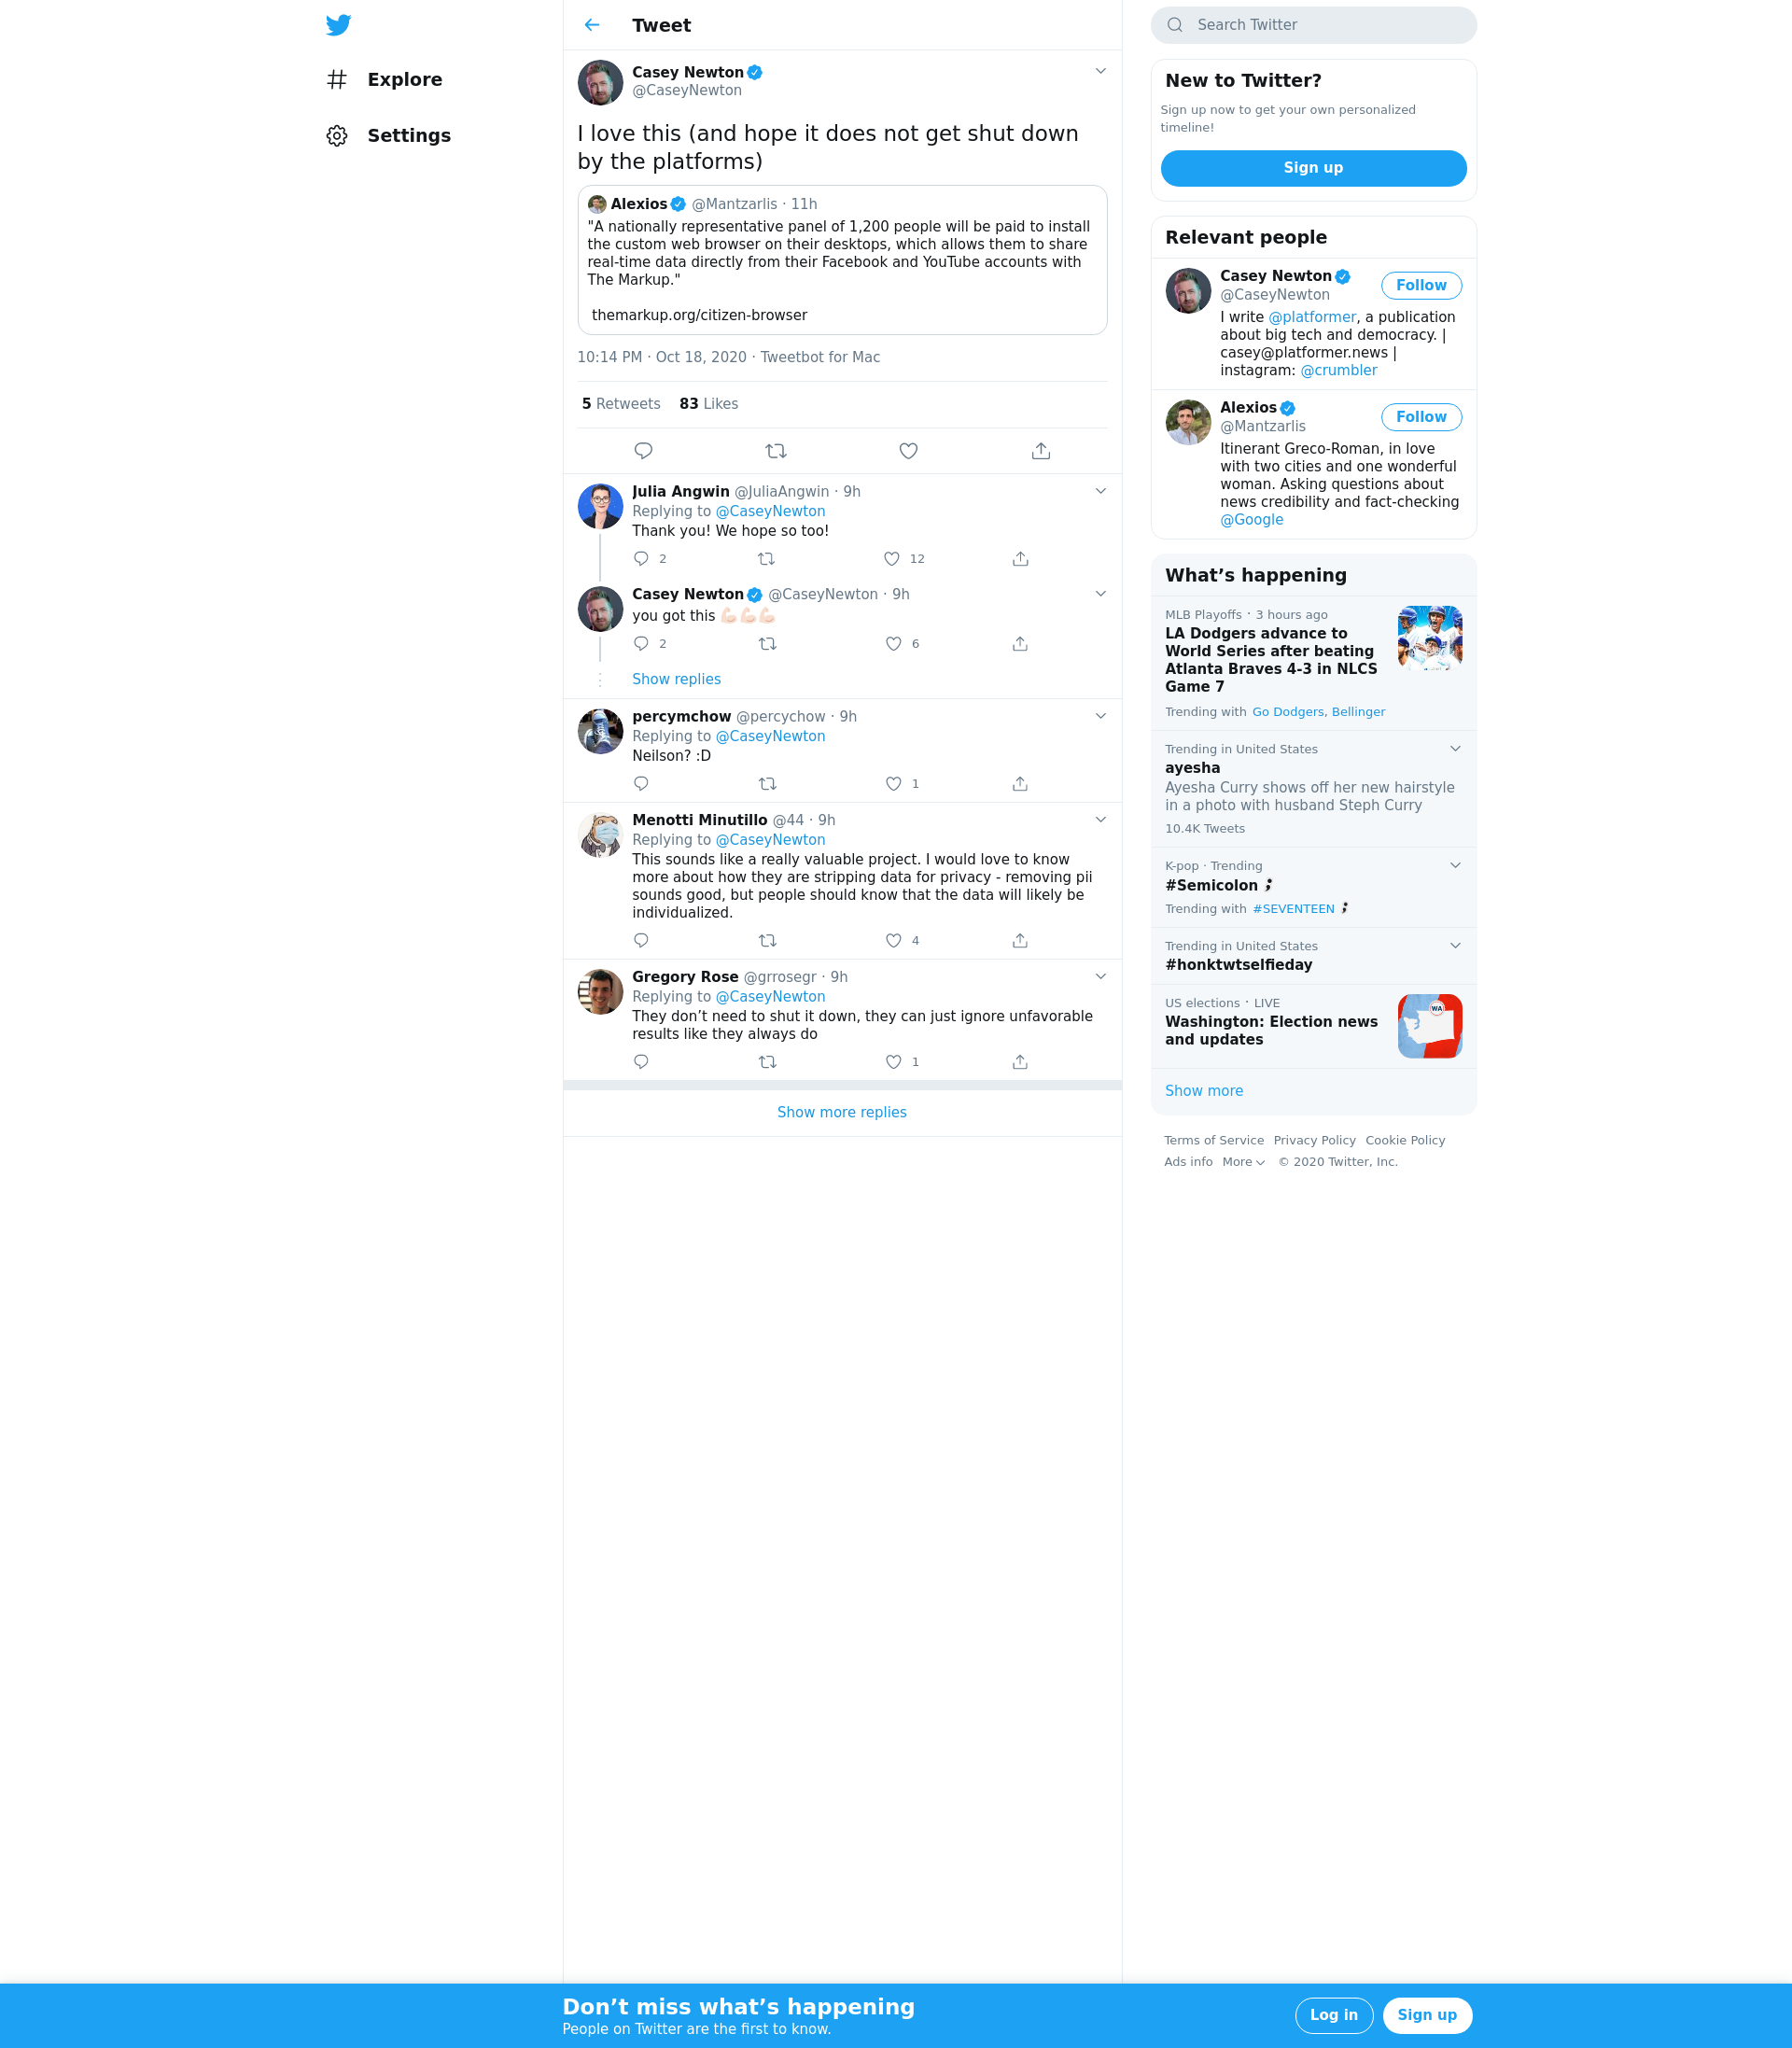 Explore
Settings
Tweet
Casey Newton
@CaseyNewton
I love this (and hope it does not get shut down
by the platforms)
Alexios @Mantzarlis · 11h
"A nationally representative panel of 1,200 people will be paid to install
the custom web browser on their desktops, which allows them to share
real-time data directly from their Facebook and YouTube accounts with
The Markup."
themarkup.org/citizen-browser
10:14 PM · Oct 18, 2020 · Tweetbot for Mac
5 Retweets 83 Likes
Julia Angwin @JuliaAngwin · 9h
Replying to @CaseyNewton
Thank you! We hope so too!
2 12
Casey Newton @CaseyNewton · 9h
you got this 💪🏻💪🏻💪🏻
2 6
Show replies
percymchow @percychow · 9h
Replying to @CaseyNewton
Neilson? :D
1
Menotti Minutillo @44 · 9h
Replying to @CaseyNewton
This sounds like a really valuable project. I would love to know
more about how they are stripping data for privacy - removing pii
sounds good, but people should know that the data will likely be
individualized.
4
Gregory Rose @grrosegr · 9h
Replying to @CaseyNewton
They don’t need to shut it down, they can just ignore unfavorable
results like they always do
1
Show more replies
Search Twitter
New to Twitter?
Sign up now to get your own personalized
timeline!
Sign up
Relevant people
Casey Newton
@CaseyNewton
Follow
I write @platformer, a publication
about big tech and democracy. |
casey@platformer.news |
instagram: @crumbler
Alexios
@Mantzarlis
Follow
Itinerant Greco-Roman, in love
with two cities and one wonderful
woman. Asking questions about
news credibility and fact-checking
@Google
What’s happening
MLB Playoffs · 3 hours ago
LA Dodgers advance to
World Series after beating
Atlanta Braves 4-3 in NLCS
Game 7
Trending with Go Dodgers, Bellinger
Trending in United States
ayesha
Ayesha Curry shows off her new hairstyle
in a photo with husband Steph Curry
10.4K Tweets
K-pop · Trending
#Semicolon
Trending with #SEVENTEEN
Trending in United States
#honktwtselfieday
US elections · LIVE
Washington: Election news
and updates
WA
Show more
Terms of Service Privacy Policy Cookie Policy
Ads info More © 2020 Twitter, Inc.
Don’t miss what’s happening
People on Twitter are the first to know.
Log in
Sign up